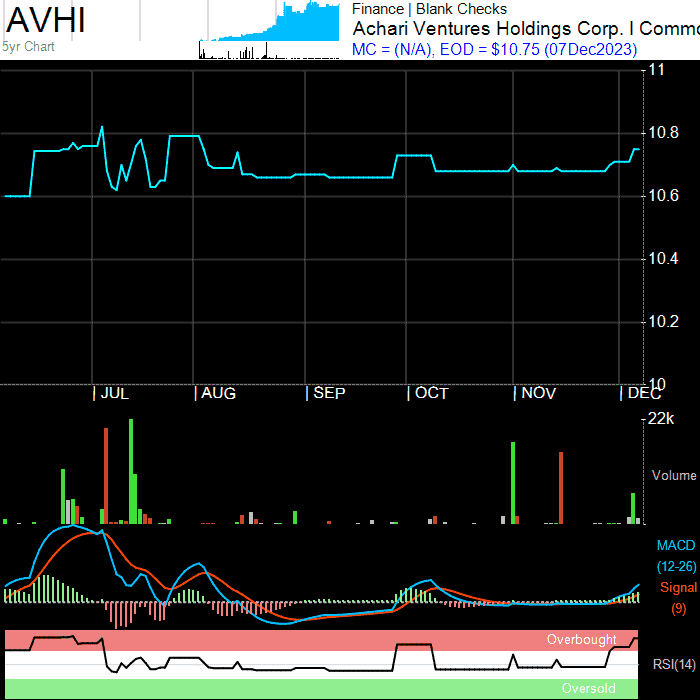 AVHI
5yr Chart
Finance | Blank Checks
Achari Ventures Holdings Corp. I Commo
MC = (N/A), EOD = $10.75 (07Dec2023)
11
10.8
10.6
10.4
10.2
10
| JUL | AUG | SEP | OCT | NOV | DEC
22k
Volume
MACD
(12-26)
Signal
(9)
Overbought
RSI(14)
Oversold